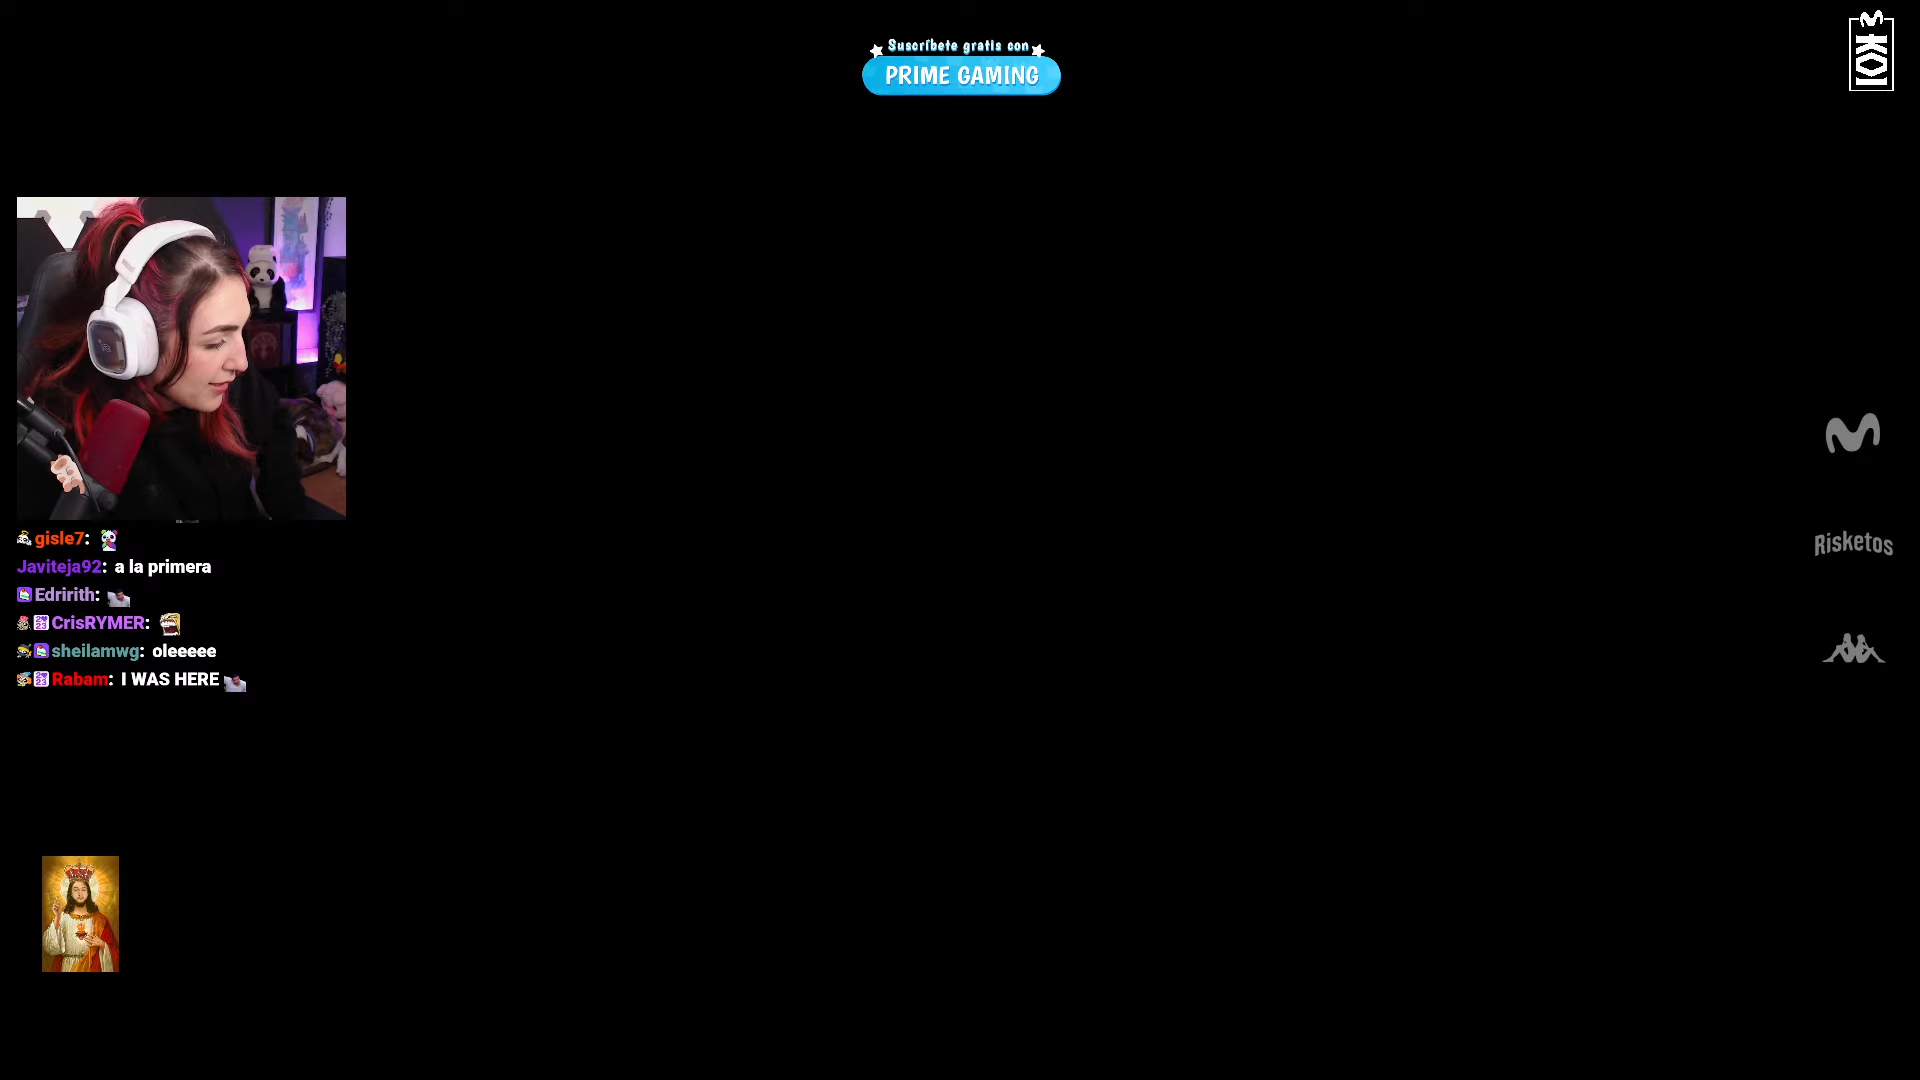 Suscríbete gratis con
PRIME GAMING
KOI
gisle7:
Javiteja92: a la primera
Edririth:
CrisRYMER:
sheilamwg: oleeeee
Rabam: I WAS HERE
Risketos